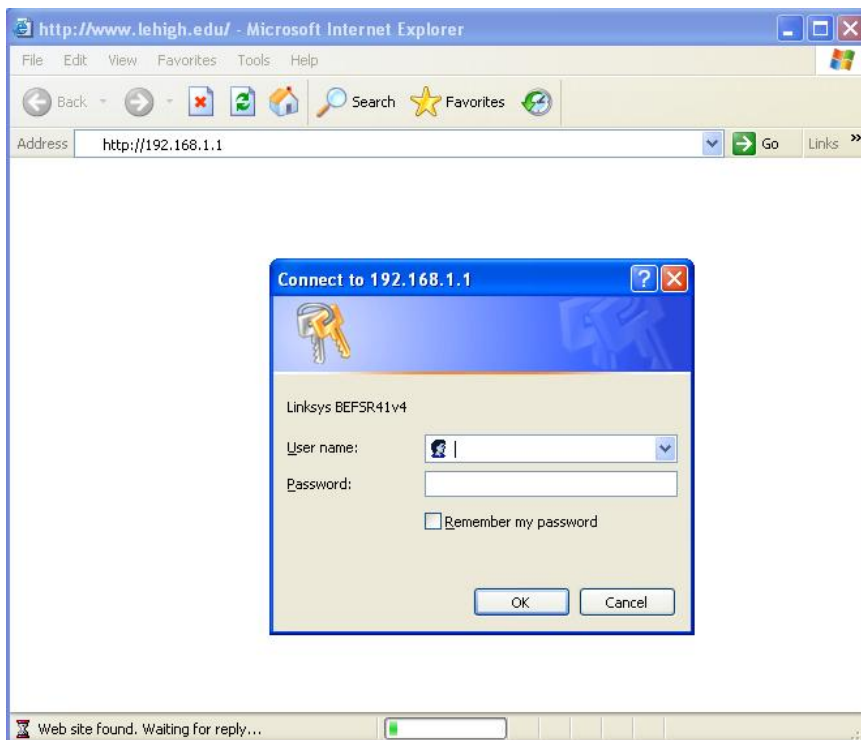 http://www.lehigh.edu/ - Microsoft Internet Explorer
File Edit View Favorites Tools Help
Back Search Favorites
Address http://192.168.1.1 Go Links »
Connect to 192.168.1.1 ?
Linksys BEFSR41v4
User name:
Password:
Remember my password
OK Cancel
Web site found. Waiting for reply...